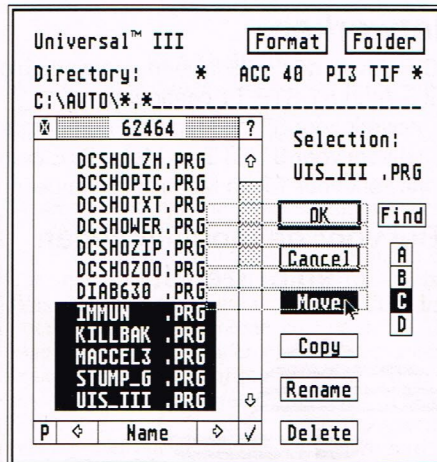 Universal™ III Format Folder
Directory: * ACC 40 PI3 TIF *
C:\AUTO\*.*
62464 ?
Selection:
UIS_III .PRG
DCSHOLZH.PRG
DCSHOPIC.PRG
DCSHOTXT.PRG
DCSHOWER.PRG
DCSHOZIP.PRG
DCSHOZOO.PRG
DIAB630 .PRG
IMMUN .PRG
KILLBAK .PRG
MACCEL3 .PRG
STUMP_G .PRG
UIS_III .PRG
OK Find
Cancel
Move
Copy
Rename
Delete
A
B
C
D
P Name ✓